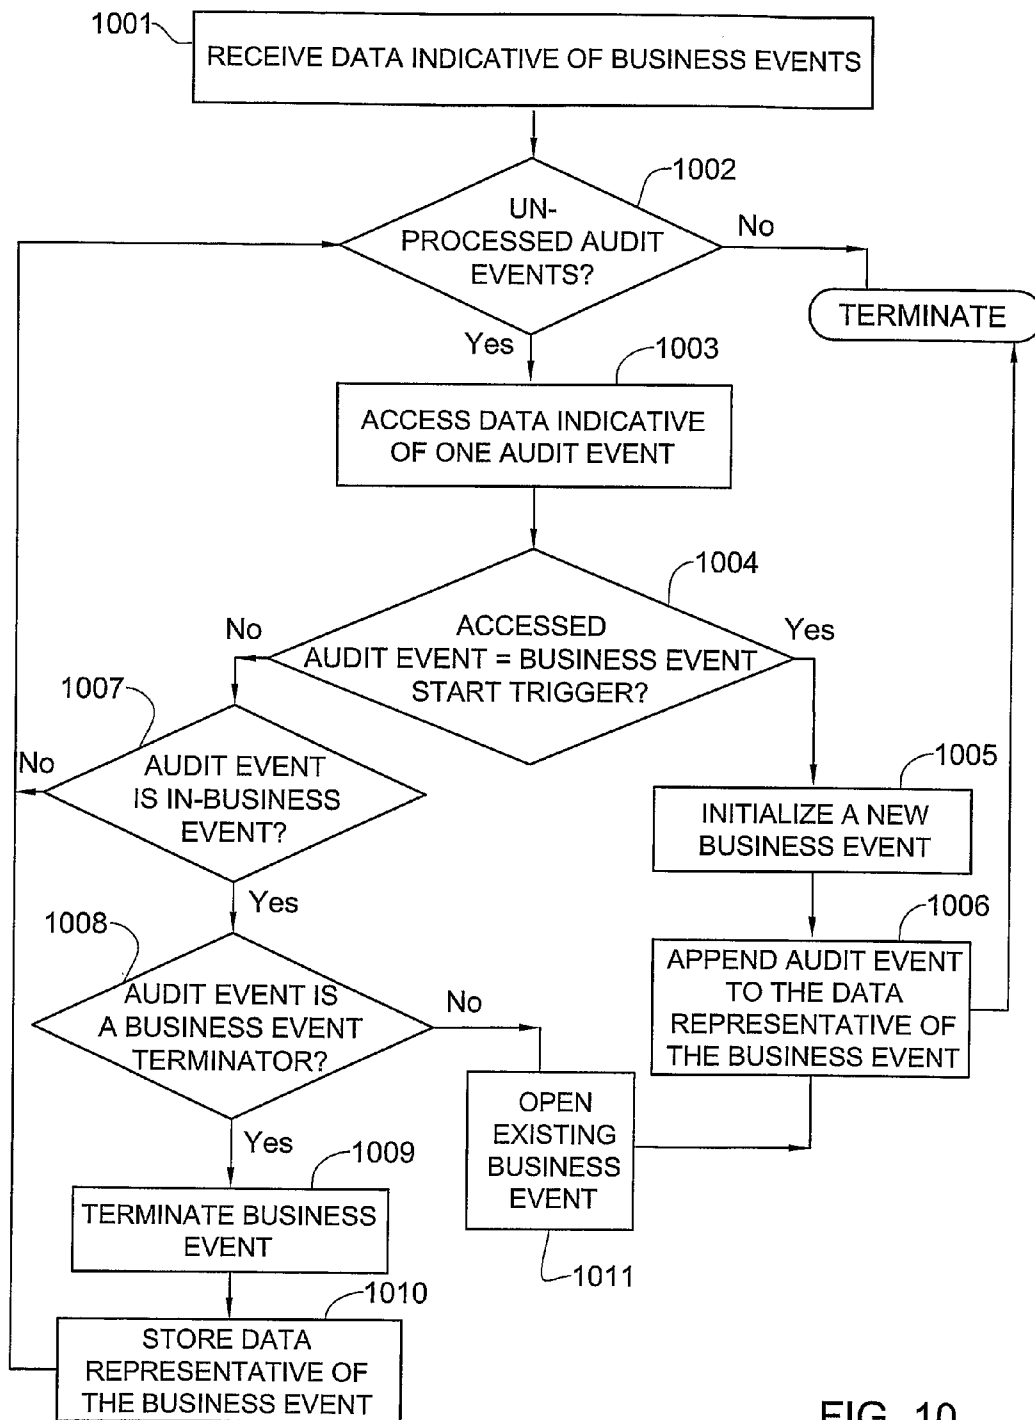 1001
RECEIVE DATA INDICATIVE OF BUSINESS EVENTS
1002
UN-
PROCESSED AUDIT
EVENTS?
No
TERMINATE
Yes
1003
ACCESS DATA INDICATIVE
OF ONE AUDIT EVENT
1004
ACCESSED
AUDIT EVENT = BUSINESS EVENT
START TRIGGER?
No
Yes
1007
No
AUDIT EVENT
IS IN-BUSINESS
EVENT?
1005
INITIALIZE A NEW
BUSINESS EVENT
Yes
1006
APPEND AUDIT EVENT
TO THE DATA
REPRESENTATIVE OF
THE BUSINESS EVENT
1008
AUDIT EVENT IS
A BUSINESS EVENT
TERMINATOR?
No
OPEN
EXISTING
BUSINESS
EVENT
1011
Yes
1009
TERMINATE BUSINESS
EVENT
1010
STORE DATA
REPRESENTATIVE OF
THE BUSINESS EVENT
FIG. 10